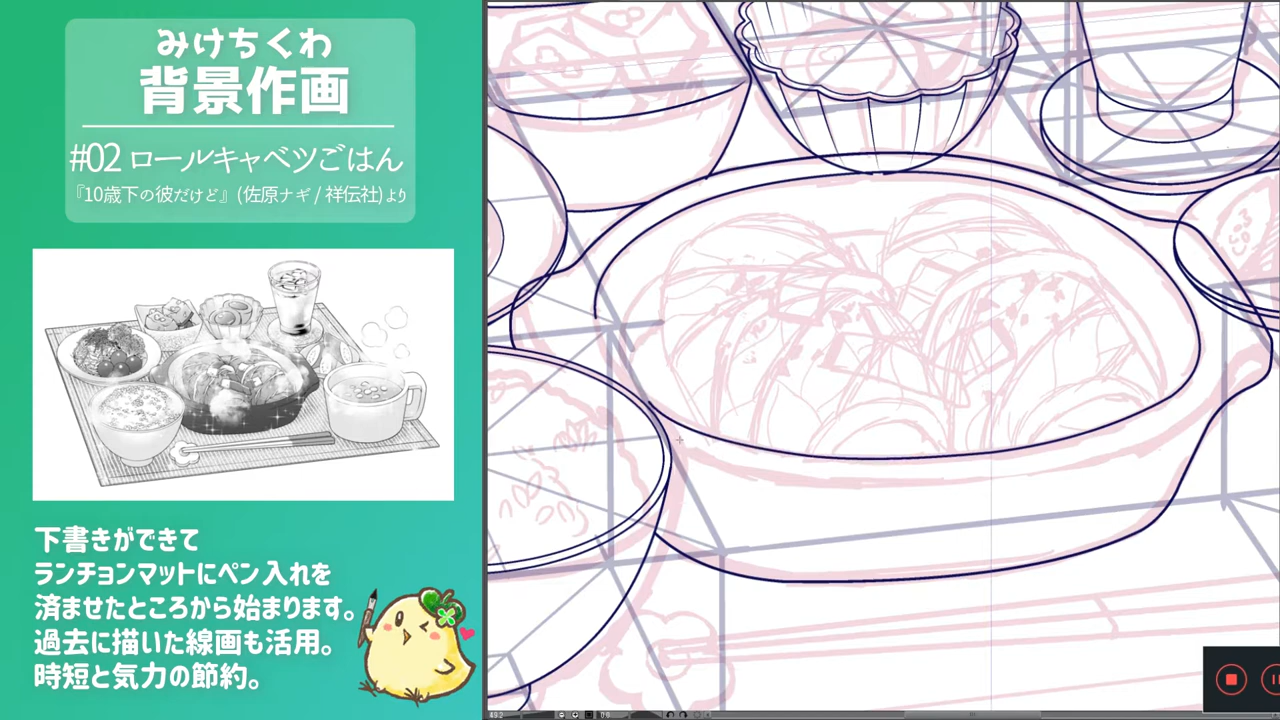 みけちくわ
背景作画
#02 ロールキャベツごはん
『10歳下の彼だけど』(佐原ナギ / 祥伝社)より
下書きができて
ランチョンマットにペン入れを
済ませたところから始まります。
過去に描いた線画も活用。
時短と気力の節約。